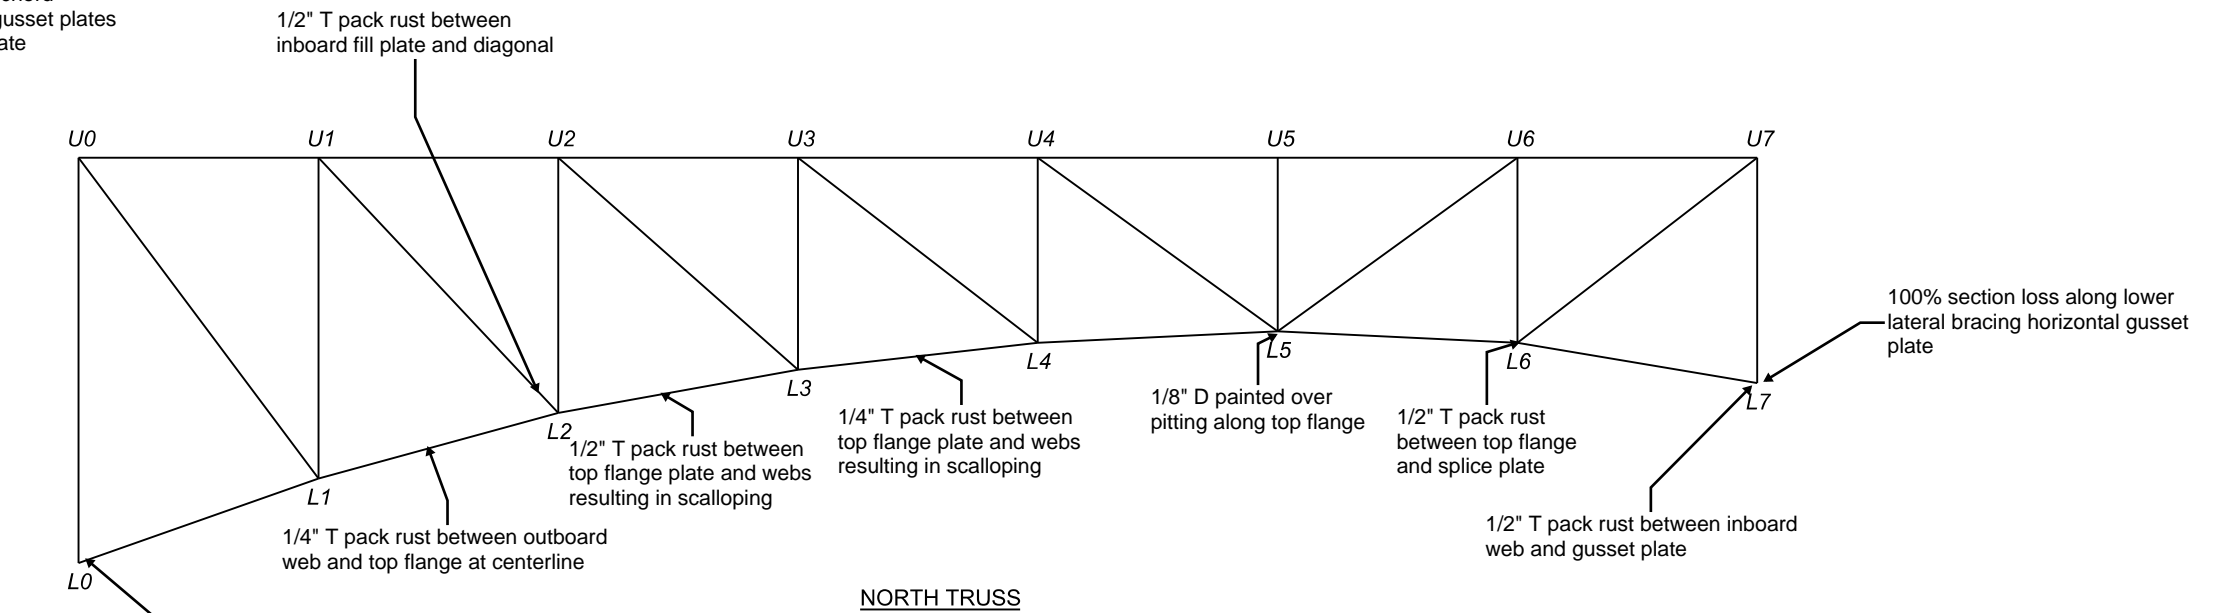 gusset plates
1/2" T pack rust between
inboard fill plate and diagonal
U0
U1
U2
U3
U4
U5
U6
U7
100% section loss along lower
lateral bracing horizontal gusset
plate
L5
L4
L6
L3
L7
1/8" D painted over
pitting along top flange
1/4" T pack rust between
top flange plate and webs
resulting in scalloping
1/2" T pack rust
between top flange
and splice plate
L2
1/2" T pack rust between
top flange plate and webs
resulting in scalloping
L1
1/4" T pack rust between outboard
web and top flange at centerline
1/2" T pack rust between inboard
web and gusset plate
L0
NORTH TRUSS